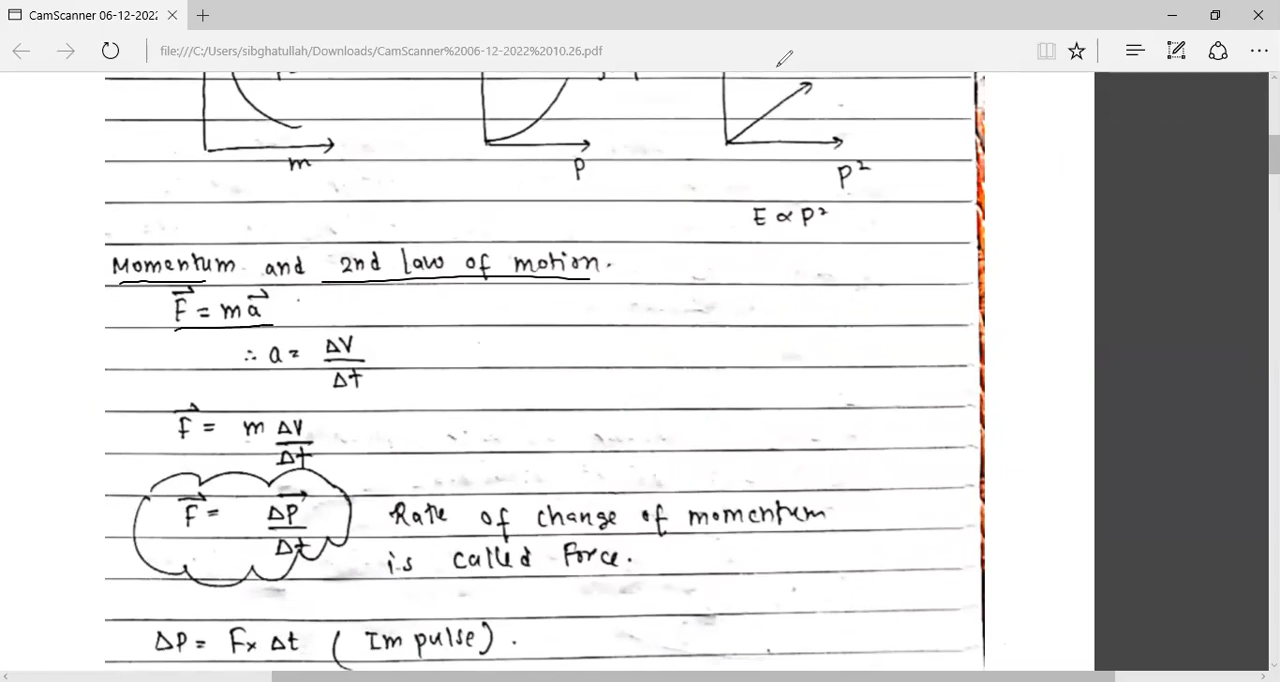 CamScanner 06-12-2022
file:///C:/Users/sibghatullah/Downloads/CamScanner%2006-12-2022%2010.26.pdf
m
P
P²
E ∝ P²
Momentum and 2nd law of motion.
F⃗ = m a⃗
∴ a = ΔV / Δt
F⃗ = m ΔV / Δt
F⃗ = ΔP⃗ / Δt Rate of change of momentum
is called Force.
ΔP = F × Δt ( Impulse ) .